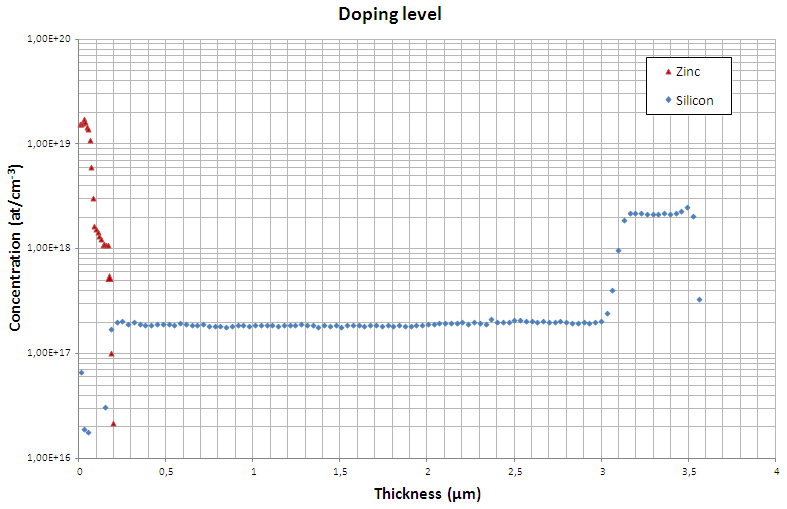 Doping level
1,00E+20
1,00E+19
1,00E+18
1,00E+17
1,00E+16
Concentration (at/cm-³)
Zinc
Silicon
0 0,5 1 1,5 2 2,5 3 3,5 4
Thickness (µm)